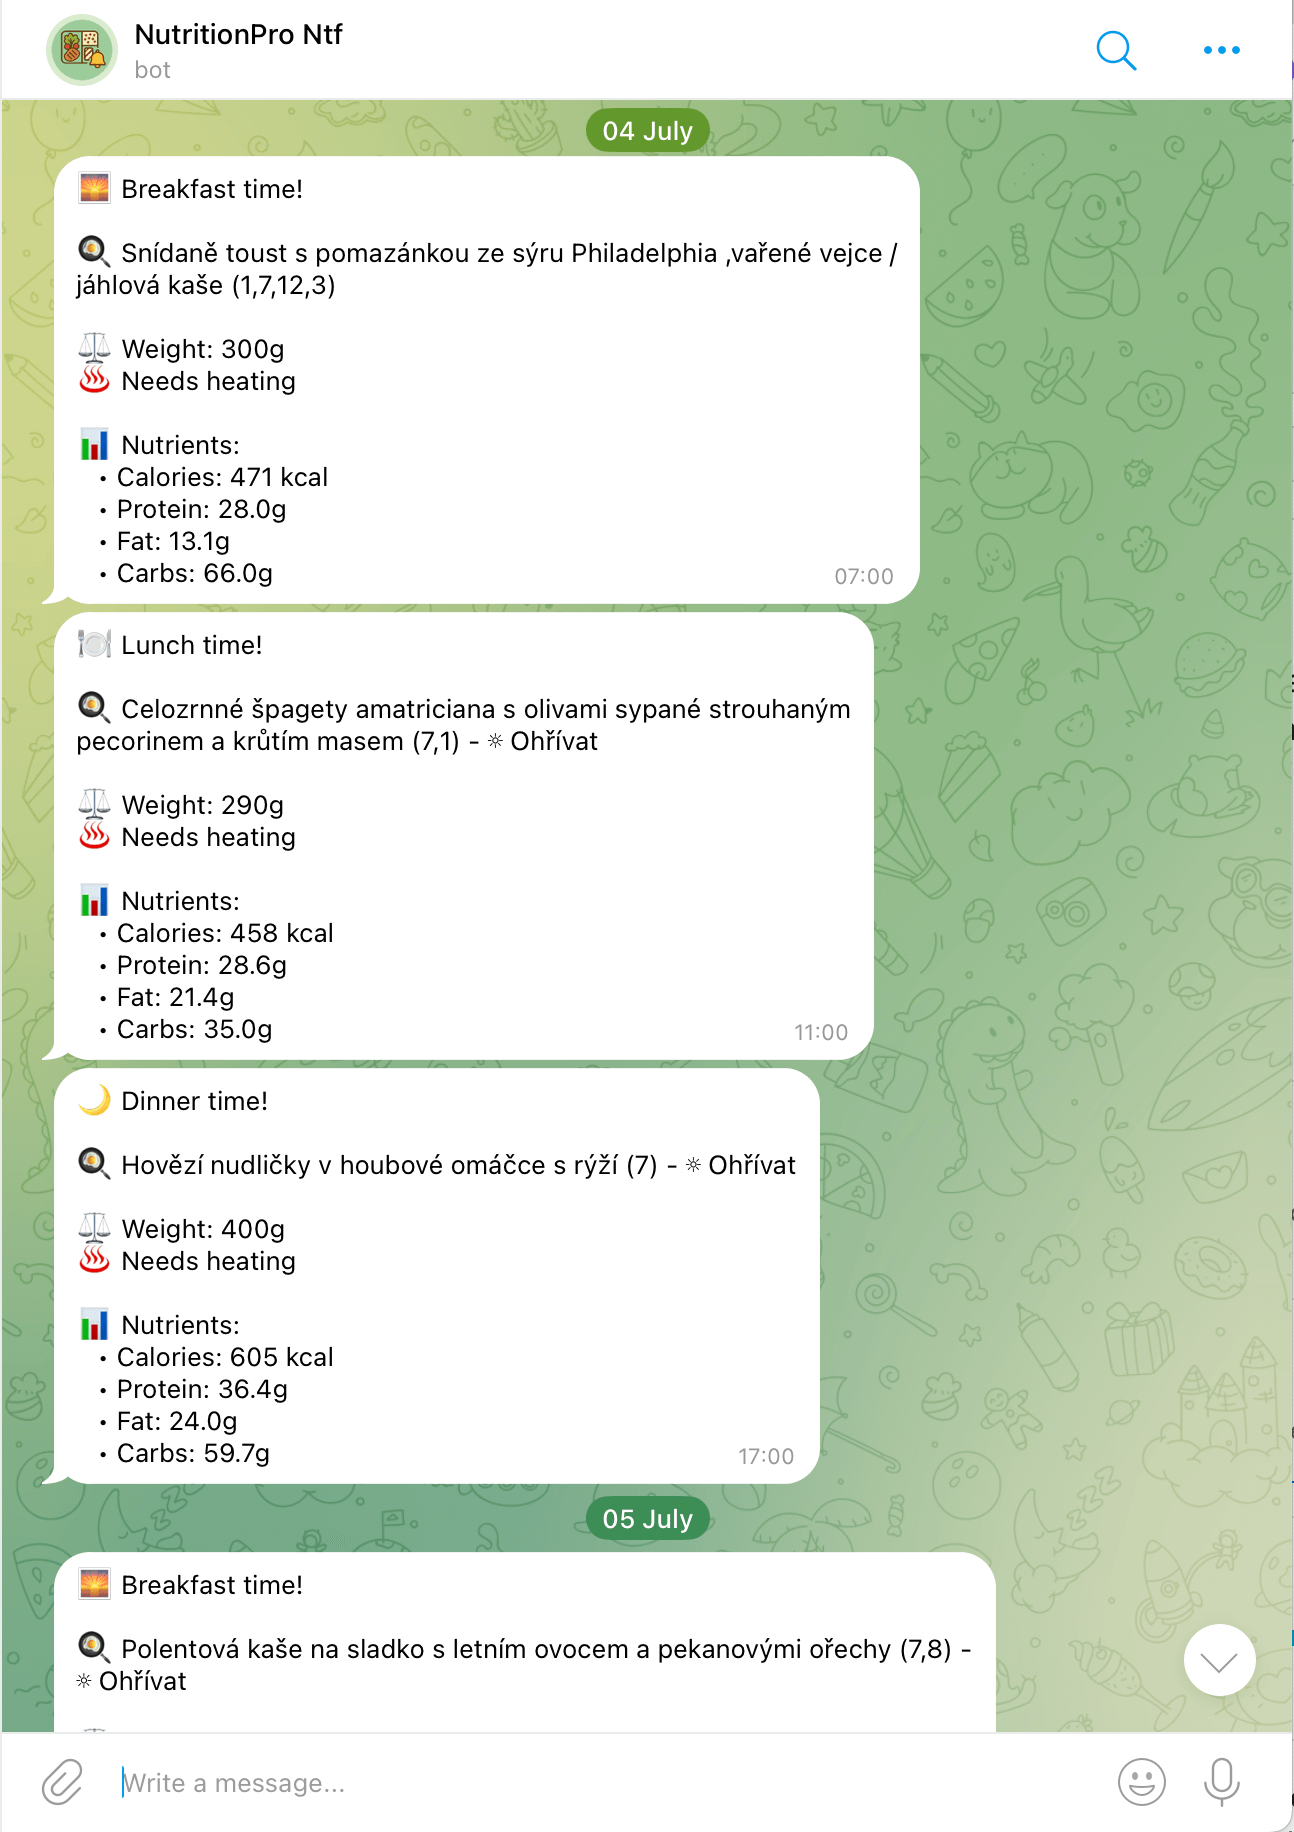 NutritionPro Ntf
bot
04 July
🌅 Breakfast time!
🍳 Snídaně toust s pomazánkou ze sýru Philadelphia ,vařené vejce /
jáhlová kaše (1,7,12,3)
⚖️ Weight: 300g
♨️ Needs heating
📊 Nutrients:
• Calories: 471 kcal
• Protein: 28.0g
• Fat: 13.1g
• Carbs: 66.0g
07:00
🍽️ Lunch time!
🍳 Celozrnné špagety amatriciana s olivami sypané strouhaným
pecorinem a krůtím masem (7,1) - ☼ Ohřívat
⚖️ Weight: 290g
♨️ Needs heating
📊 Nutrients:
• Calories: 458 kcal
• Protein: 28.6g
• Fat: 21.4g
• Carbs: 35.0g
11:00
🌙 Dinner time!
🍳 Hovězí nudličky v houbové omáčce s rýží (7) - ☼ Ohřívat
⚖️ Weight: 400g
♨️ Needs heating
📊 Nutrients:
• Calories: 605 kcal
• Protein: 36.4g
• Fat: 24.0g
• Carbs: 59.7g
17:00
05 July
🌅 Breakfast time!
🍳 Polentová kaše na sladko s letním ovocem a pekanovými ořechy (7,8) -
☼ Ohřívat
Write a message...